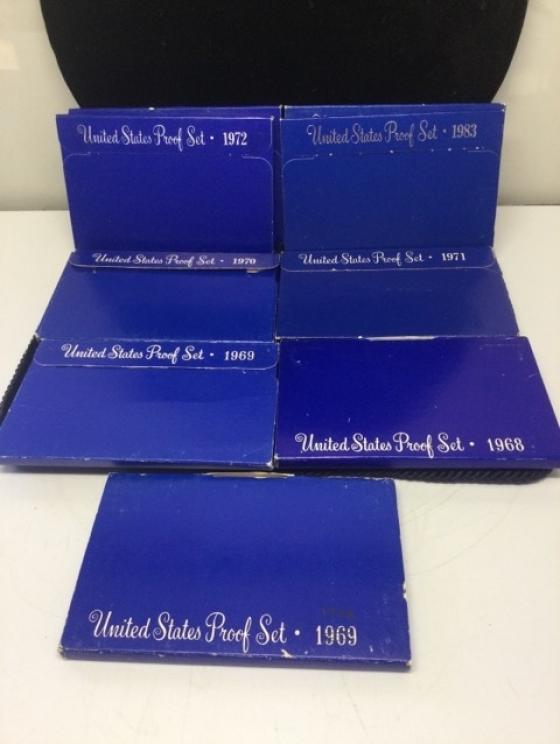 United States Proof Set · 1972
United States Proof Set · 1983
United States Proof Set · 1970
United States Proof Set · 1971
United States Proof Set · 1969
United States Proof Set · 1968
United States Proof Set · 1969